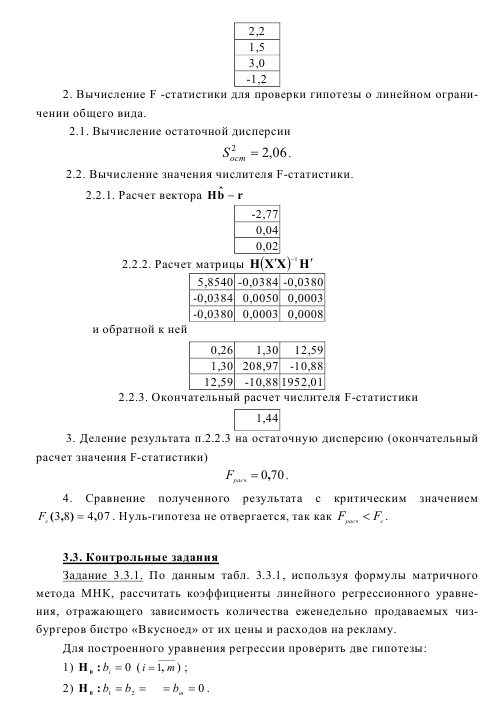 2,2
1,5
3,0
-1,2
2. Вычисление F -статистики для проверки гипотезы о линейном ограни-
чении общего вида.
2.1. Вычисление остаточной дисперсии
S²ост = 2,06.
2.2. Вычисление значения числителя F-статистики.
2.2.1. Расчет вектора Hb̂ − r
-2,77
0,04
0,02
2.2.2. Расчет матрицы H(X′X)⁻¹H′
5,8540 -0,0384 -0,0380
-0,0384 0,0050 0,0003
-0,0380 0,0003 0,0008
и обратной к ней
0,26 1,30 12,59
1,30 208,97 -10,88
12,59 -10,88 1952,01
2.2.3. Окончательный расчет числителя F-статистики
1,44
3. Деление результата п.2.2.3 на остаточную дисперсию (окончательный
расчет значения F-статистики)
Fрасч = 0,70.
4. Сравнение полученного результата с критическим значением
Fε(3,8) = 4,07. Нуль-гипотеза не отвергается, так как Fрасч < Fε.
3.3. Контрольные задания
Задание 3.3.1. По данным табл. 3.3.1, используя формулы матричного
метода МНК, рассчитать коэффициенты линейного регрессионного уравне-
ния, отражающего зависимость количества еженедельно продаваемых чиз-
бургеров бистро «Вкусноед» от их цены и расходов на рекламу.
Для построенного уравнения регрессии проверить две гипотезы:
1) H₀ : bᵢ = 0 (i = 1, m);
2) H₀ : b₁ = b₂ = = bₘ = 0.